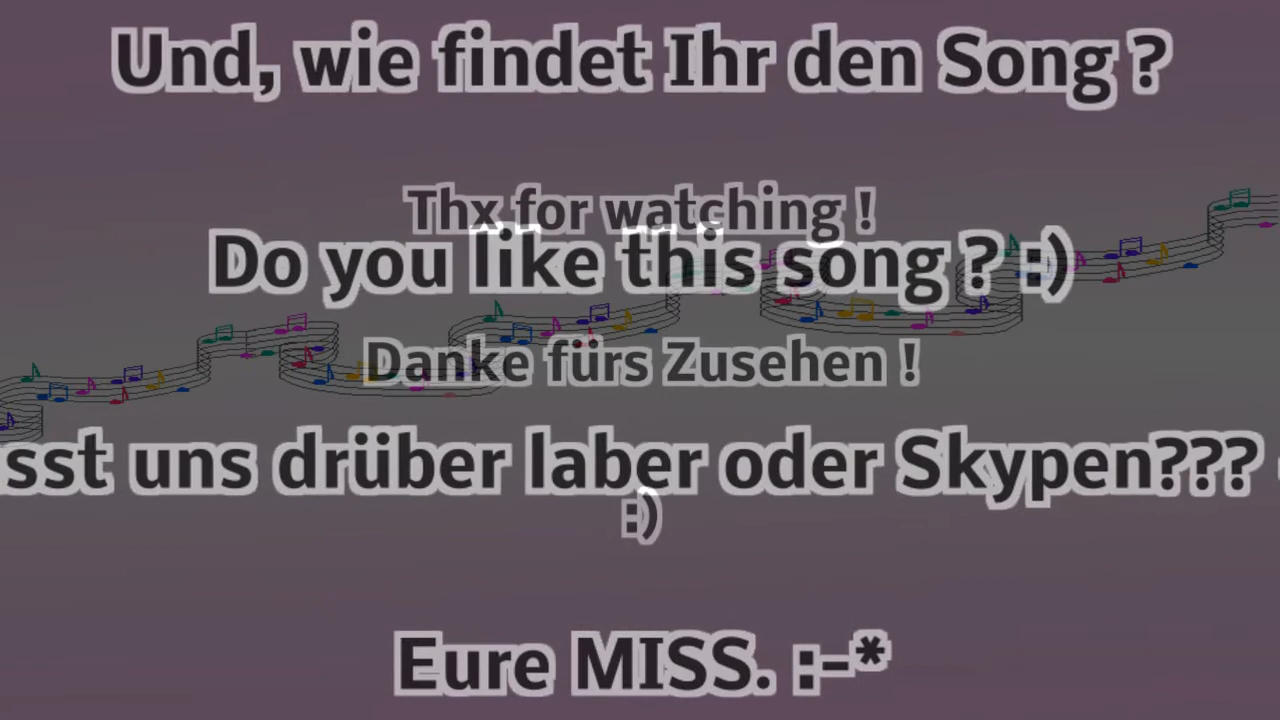 Und, wie findet Ihr den Song ?
Thx for watching !
Do you like this song ? :)
Danke fürs Zusehen !
sst uns drüber laber oder Skypen???
:)
Eure MISS. :-*